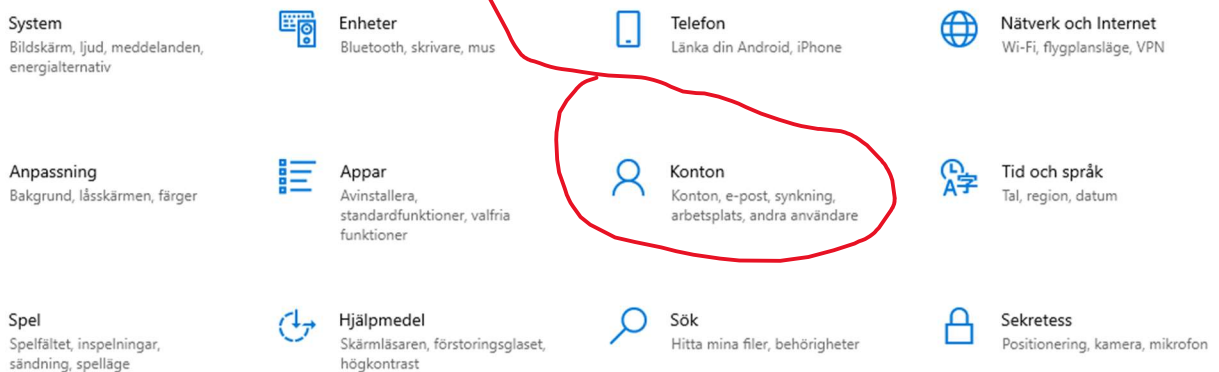 System
Bildskärm, ljud, meddelanden,
energialternativ
Enheter
Bluetooth, skrivare, mus
Telefon
Länka din Android, iPhone
Nätverk och Internet
Wi-Fi, flygplansläge, VPN
Anpassning
Bakgrund, låsskärmen, färger
Appar
Avinstallera,
standardfunktioner, valfria
funktioner
Konton
Konton, e-post, synkning,
arbetsplats, andra användare
Tid och språk
Tal, region, datum
Spel
Spelfältet, inspelningar,
sändning, spelläge
Hjälpmedel
Skärmläsaren, förstoringsglaset,
högkontrast
Sök
Hitta mina filer, behörigheter
Sekretess
Positionering, kamera, mikrofon